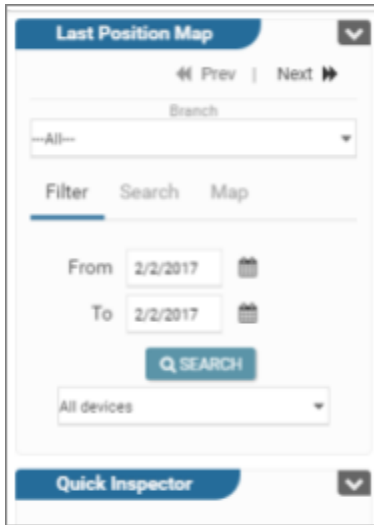 Last Position Map
Prev | Next
Branch
---All---
Filter Search Map
From 2/2/2017
To 2/2/2017
SEARCH
All devices
Quick Inspector